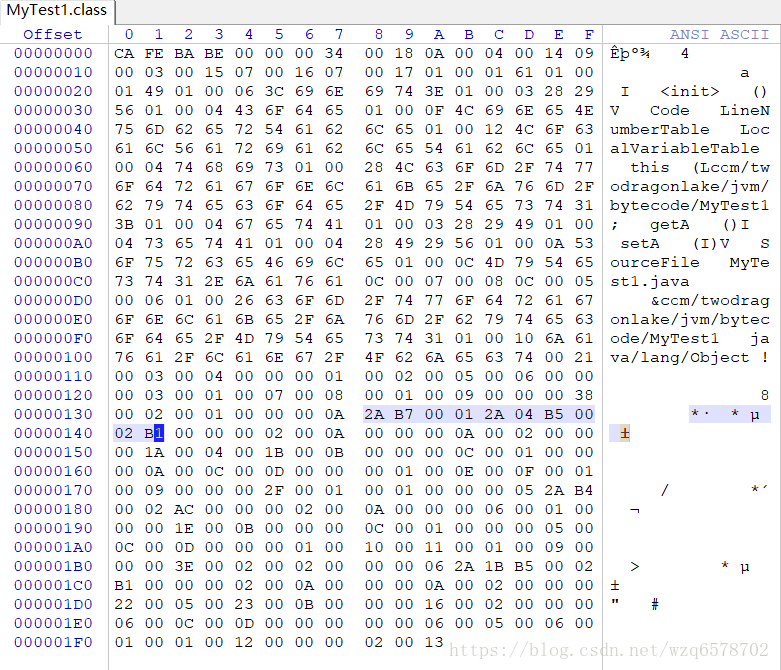 MyTest1.class
Offset 0 1 2 3 4 5 6 7 8 9 A B C D E F ANSI ASCII
00000000 CA FE BA BE 00 00 00 34 00 18 0A 00 04 00 14 09 Êþº¾ 4
00000010 00 03 00 15 07 00 16 07 00 17 01 00 01 61 01 00 a
00000020 01 49 01 00 06 3C 69 6E 69 74 3E 01 00 03 28 29 I <init> ()
00000030 56 01 00 04 43 6F 64 65 01 00 0F 4C 69 6E 65 4E V Code LineN
00000040 75 6D 62 65 72 54 61 62 6C 65 01 00 12 4C 6F 63 umberTable Loc
00000050 61 6C 56 61 72 69 61 62 6C 65 54 61 62 6C 65 01 alVariableTable
00000060 00 04 74 68 69 73 01 00 28 4C 63 6F 6D 2F 74 77 this (Lcom/tw
00000070 6F 64 72 61 67 6F 6E 6C 61 6B 65 2F 6A 76 6D 2F odragonlake/jvm/
00000080 62 79 74 65 63 6F 64 65 2F 4D 79 54 65 73 74 31 bytecode/MyTest1
00000090 3B 01 00 04 67 65 74 41 01 00 03 28 29 49 01 00 ; getA ()I
000000A0 04 73 65 74 41 01 00 04 28 49 29 56 01 00 0A 53 setA (I)V S
000000B0 6F 75 72 63 65 46 69 6C 65 01 00 0C 4D 79 54 65 ourceFile MyTe
000000C0 73 74 31 2E 6A 61 76 61 0C 00 07 00 08 0C 00 05 st1.java
000000D0 00 06 01 00 26 63 6F 6D 2F 74 77 6F 64 72 61 67 &com/twodrag
000000E0 6F 6E 6C 61 6B 65 2F 6A 76 6D 2F 62 79 74 65 63 onlake/jvm/bytec
000000F0 6F 64 65 2F 4D 79 54 65 73 74 31 01 00 10 6A 61 ode/MyTest1 ja
00000100 76 61 2F 6C 61 6E 67 2F 4F 62 6A 65 63 74 00 21 va/lang/Object !
00000110 00 03 00 04 00 00 00 01 00 02 00 05 00 06 00 00
00000120 00 03 00 01 00 07 00 08 00 01 00 09 00 00 00 38 8
00000130 00 02 00 01 00 00 00 0A 2A B7 00 01 2A 04 B5 00 *· * µ
00000140 02 B1 00 00 00 02 00 0A 00 00 00 0A 00 02 00 00 ±
00000150 00 1A 00 04 00 1B 00 0B 00 00 00 0C 00 01 00 00
00000160 00 0A 00 0C 00 0D 00 00 00 01 00 0E 00 0F 00 01
00000170 00 09 00 00 00 2F 00 01 00 01 00 00 00 05 2A B4 / *´
00000180 00 02 AC 00 00 00 02 00 0A 00 00 00 06 00 01 00 ¬
00000190 00 00 1E 00 0B 00 00 00 0C 00 01 00 00 00 05 00
000001A0 0C 00 0D 00 00 00 01 00 10 00 11 00 01 00 09 00
000001B0 00 00 3E 00 02 00 02 00 00 00 06 2A 1B B5 00 02 > * µ
000001C0 B1 00 00 00 02 00 0A 00 00 00 0A 00 02 00 00 00 ±
000001D0 22 00 05 00 23 00 0B 00 00 00 16 00 02 00 00 00 " #
000001E0 06 00 0C 00 0D 00 00 00 00 00 06 00 05 00 06 00
000001F0 01 00 01 00 12 00 00 00 02 00 13
https://blog.csdn.net/wzq6578702